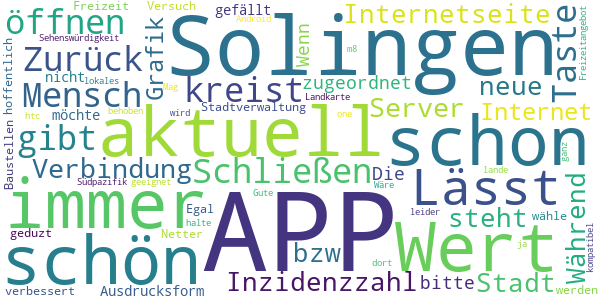 öffnen Freizeit Versuch gefällt Internetseite
Sehenswürdigkeit Android Wenn m8 Taste Freizeitangebot
Zurück Grafik Solingen
hoffentlich nicht lokales Mensch kreist zugeordnet neue
htc möchte Stadtverwaltung Landkarte Server Internet
Baustellen gibt behoben Mag aktuell wird one schon
Verbindung Schließen Die Lässt ganz
Südpazifik geeignet Während
immer Egal APP Wert steht wähle
geduzt Netter halte Gute Wäre leider ja kompatibel
schön bzw lande
Inzidenzzahl bitte Stadt
verbessert Ausdrucksform dort werden